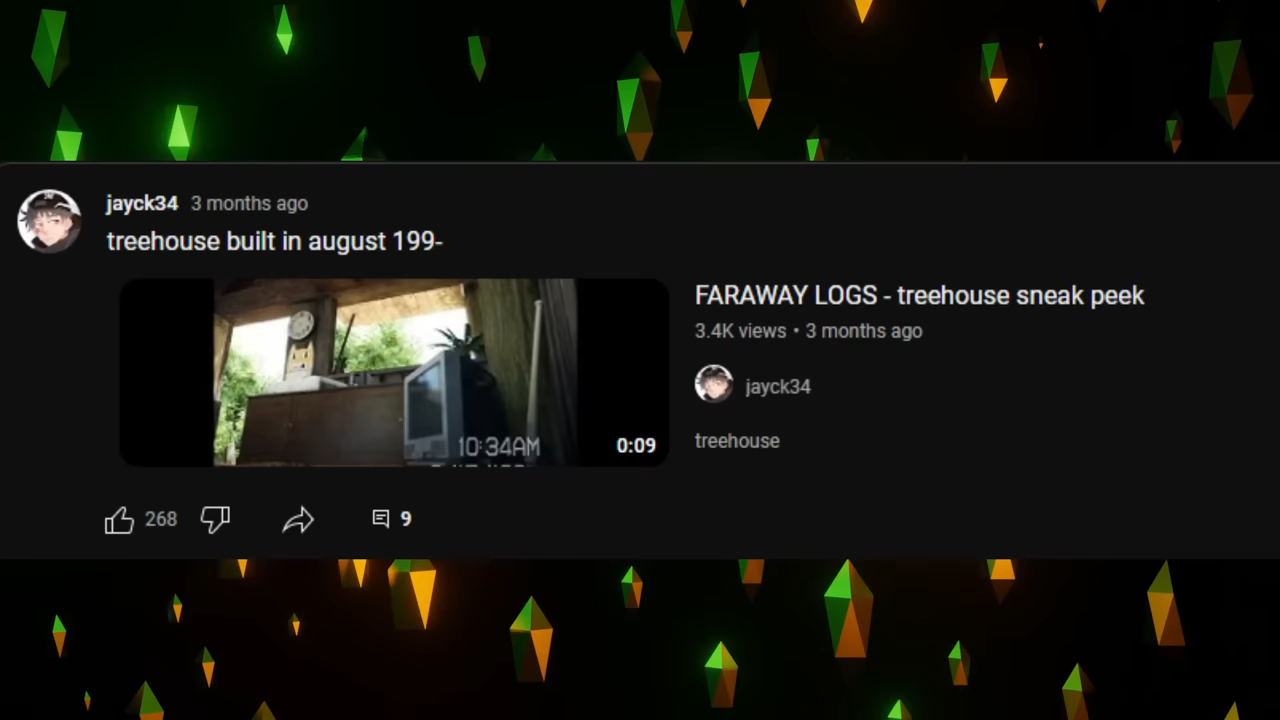 jayck34 3 months ago
treehouse built in august 199-
FARAWAY LOGS - treehouse sneak peek
3.4K views • 3 months ago
jayck34
treehouse
10:34AM
0:09
268
9